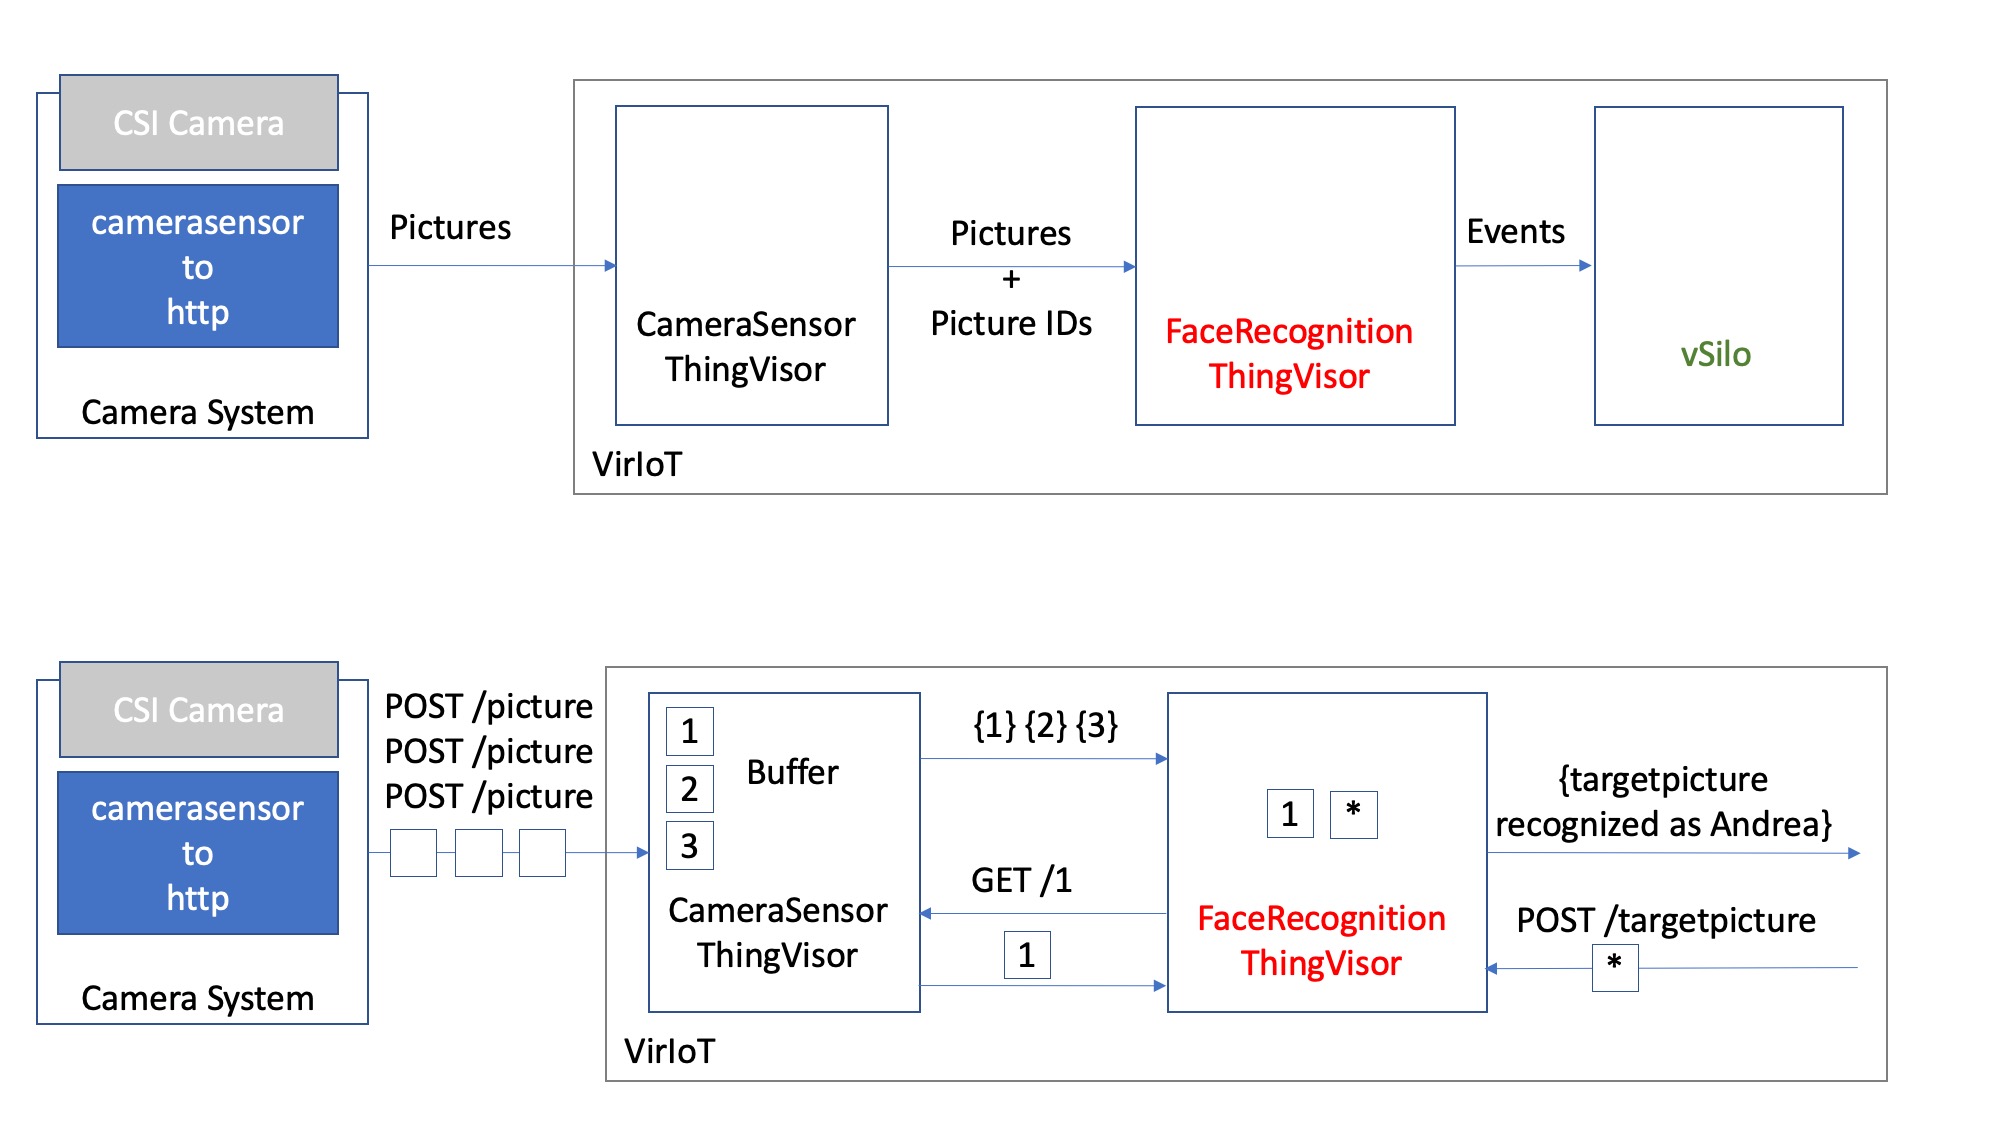 CSI Camera
camerasensor
to
http
Camera System
Pictures
CameraSensor
ThingVisor
Pictures
+
Picture IDs
FaceRecognition
ThingVisor
Events
vSilo
VirIoT
CSI Camera
camerasensor
to
http
Camera System
POST /picture
POST /picture
POST /picture
1
2
3
Buffer
CameraSensor
ThingVisor
{1} {2} {3}
GET /1
1
1 *
FaceRecognition
ThingVisor
{targetpicture
recognized as Andrea}
POST /targetpicture
*
VirIoT